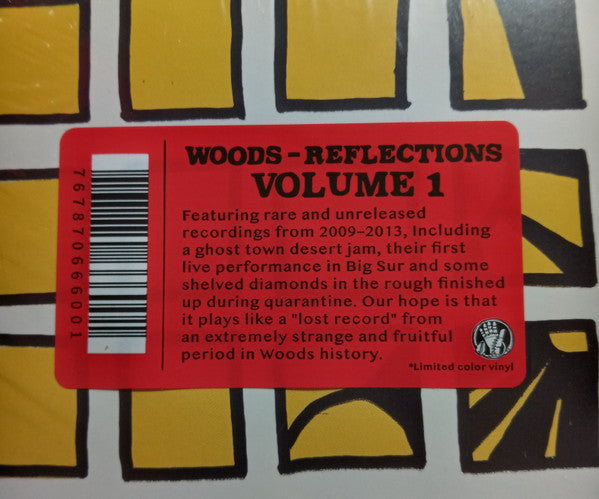 767870666001
WOODS – REFLECTIONS
VOLUME 1
Featuring rare and unreleased
recordings from 2009–2013, Including
a ghost town desert jam, their first
live performance in Big Sur and some
shelved diamonds in the rough finished
up during quarantine. Our hope is that
it plays like a "lost record" from
an extremely strange and fruitful
period in Woods history.
*Limited color vinyl